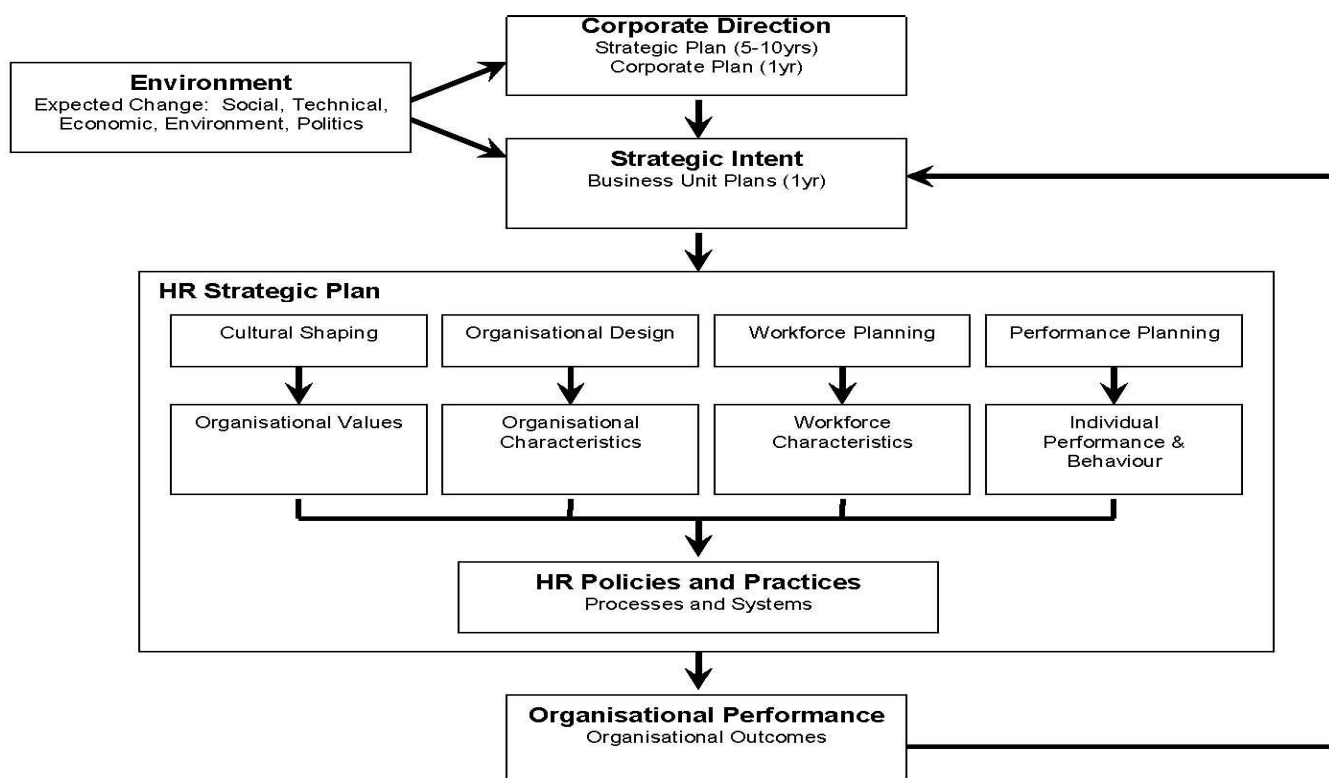 Corporate Direction
Strategic Plan (5-10yrs)
Corporate Plan (1yr)
Environment
Expected Change:  Social, Technical,
Economic, Environment, Politics
Strategic Intent
Business Unit Plans (1yr)
HR Strategic Plan
Cultural Shaping
Organisational Design
Workforce Planning
Performance Planning
Organisational Values
Organisational
Characteristics
Workforce
Characteristics
Individual
Performance &
Behaviour
HR Policies and Practices
Processes and Systems
Organisational Performance
Organisational Outcomes